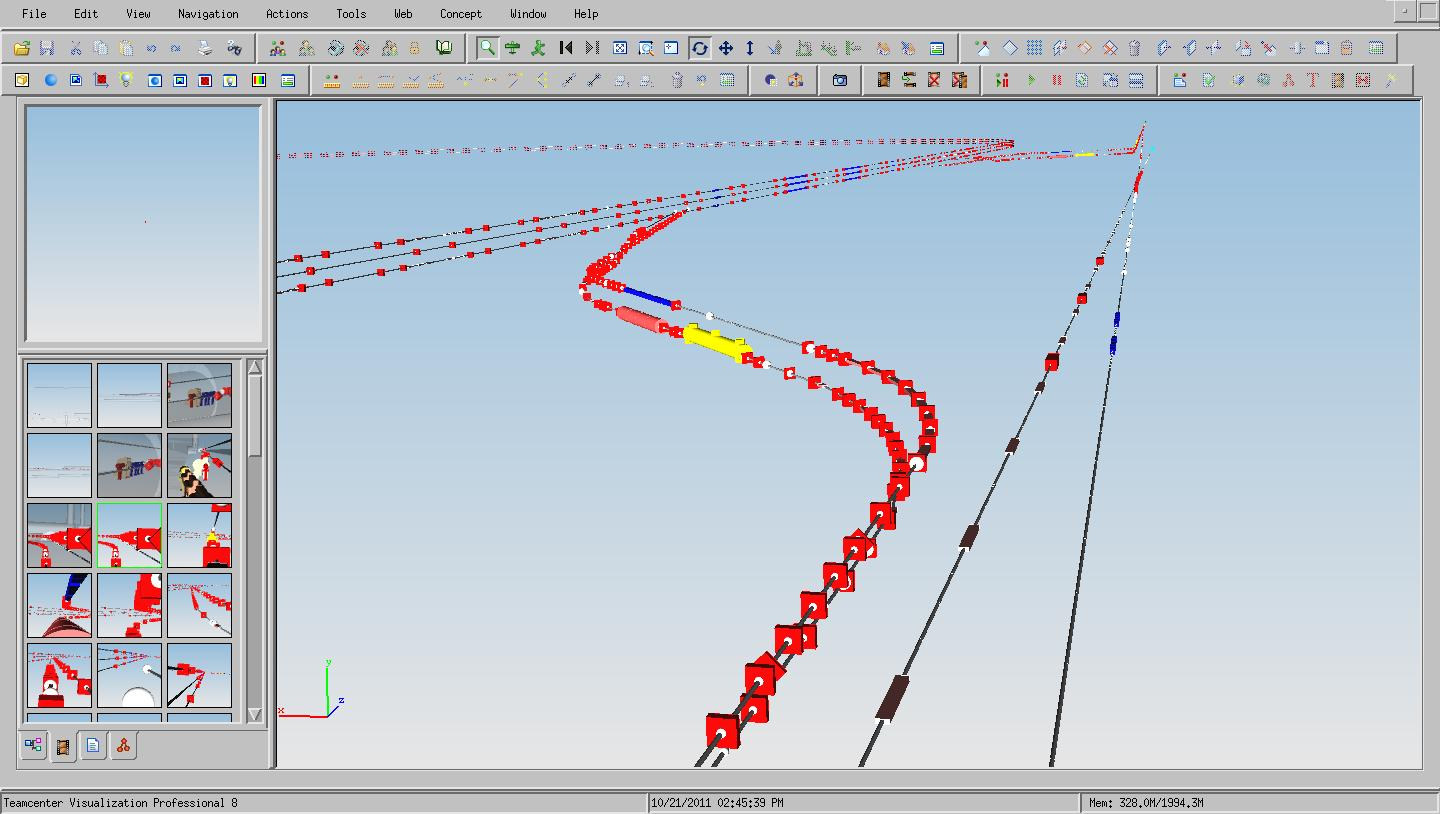 File Edit View Navigation Actions Tools Web Concept Window Help
y
z
x
Teamcenter Visualization Professional 8 10/21/2011 02:45:39 PM Mem: 328.0M/1994.3M